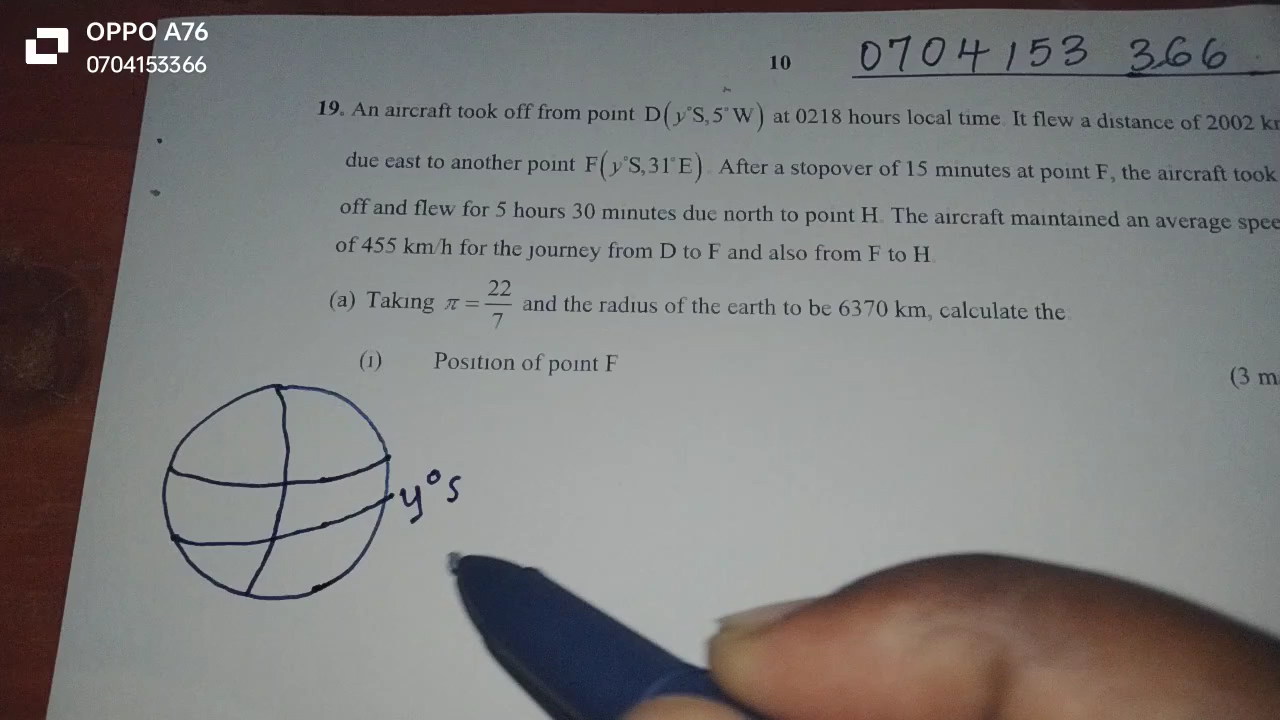 OPPO A76
0704153366
10 0704153 366
19. An aircraft took off from point D(y°S,5°W) at 0218 hours local time. It flew a distance of 2002 k
due east to another point F(y°S,31°E). After a stopover of 15 minutes at point F, the aircraft took
off and flew for 5 hours 30 minutes due north to point H. The aircraft maintained an average spee
of 455 km/h for the journey from D to F and also from F to H.
(a) Taking π = 22/7 and the radius of the earth to be 6370 km, calculate the
(i) Position of point F
(3 m
y°s